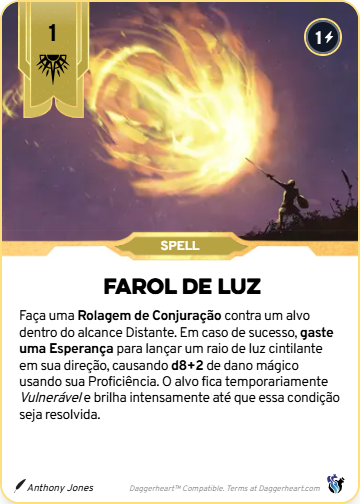 1
1
SPELL
FAROL DE LUZ
Faça uma Rolagem de Conjuração contra um alvo
dentro do alcance Distante. Em caso de sucesso, gaste
uma Esperança para lançar um raio de luz cintilante
em sua direção, causando d8+2 de dano mágico
usando sua Proficiência. O alvo fica temporariamente
Vulnerável e brilha intensamente até que essa condição
seja resolvida.
Anthony Jones
Daggerheart™ Compatible. Terms at Daggerheart.com